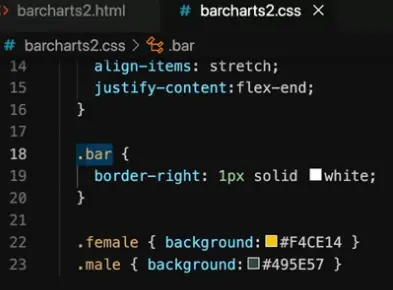 barcharts2.html # barcharts2.css ×
# barcharts2.css > .bar
14 align-items: stretch;
15 justify-content:flex-end;
16 }
17
18 .bar {
19 border-right: 1px solid white;
20 }
21
22 .female { background: #F4CE14 }
23 .male { background: #495E57 }